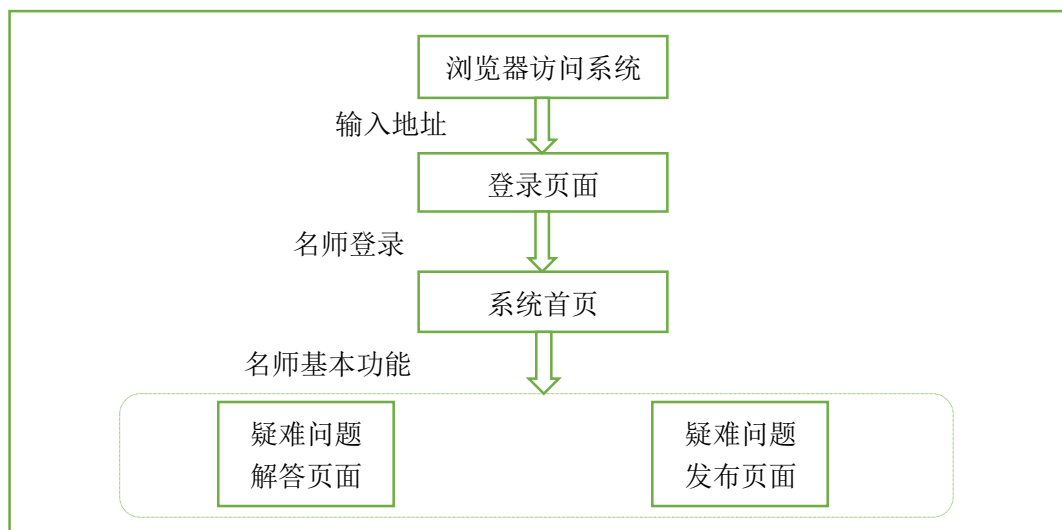 浏览器访问系统
输入地址
登录页面
名师登录
系统首页
名师基本功能
疑难问题
解答页面
疑难问题
发布页面